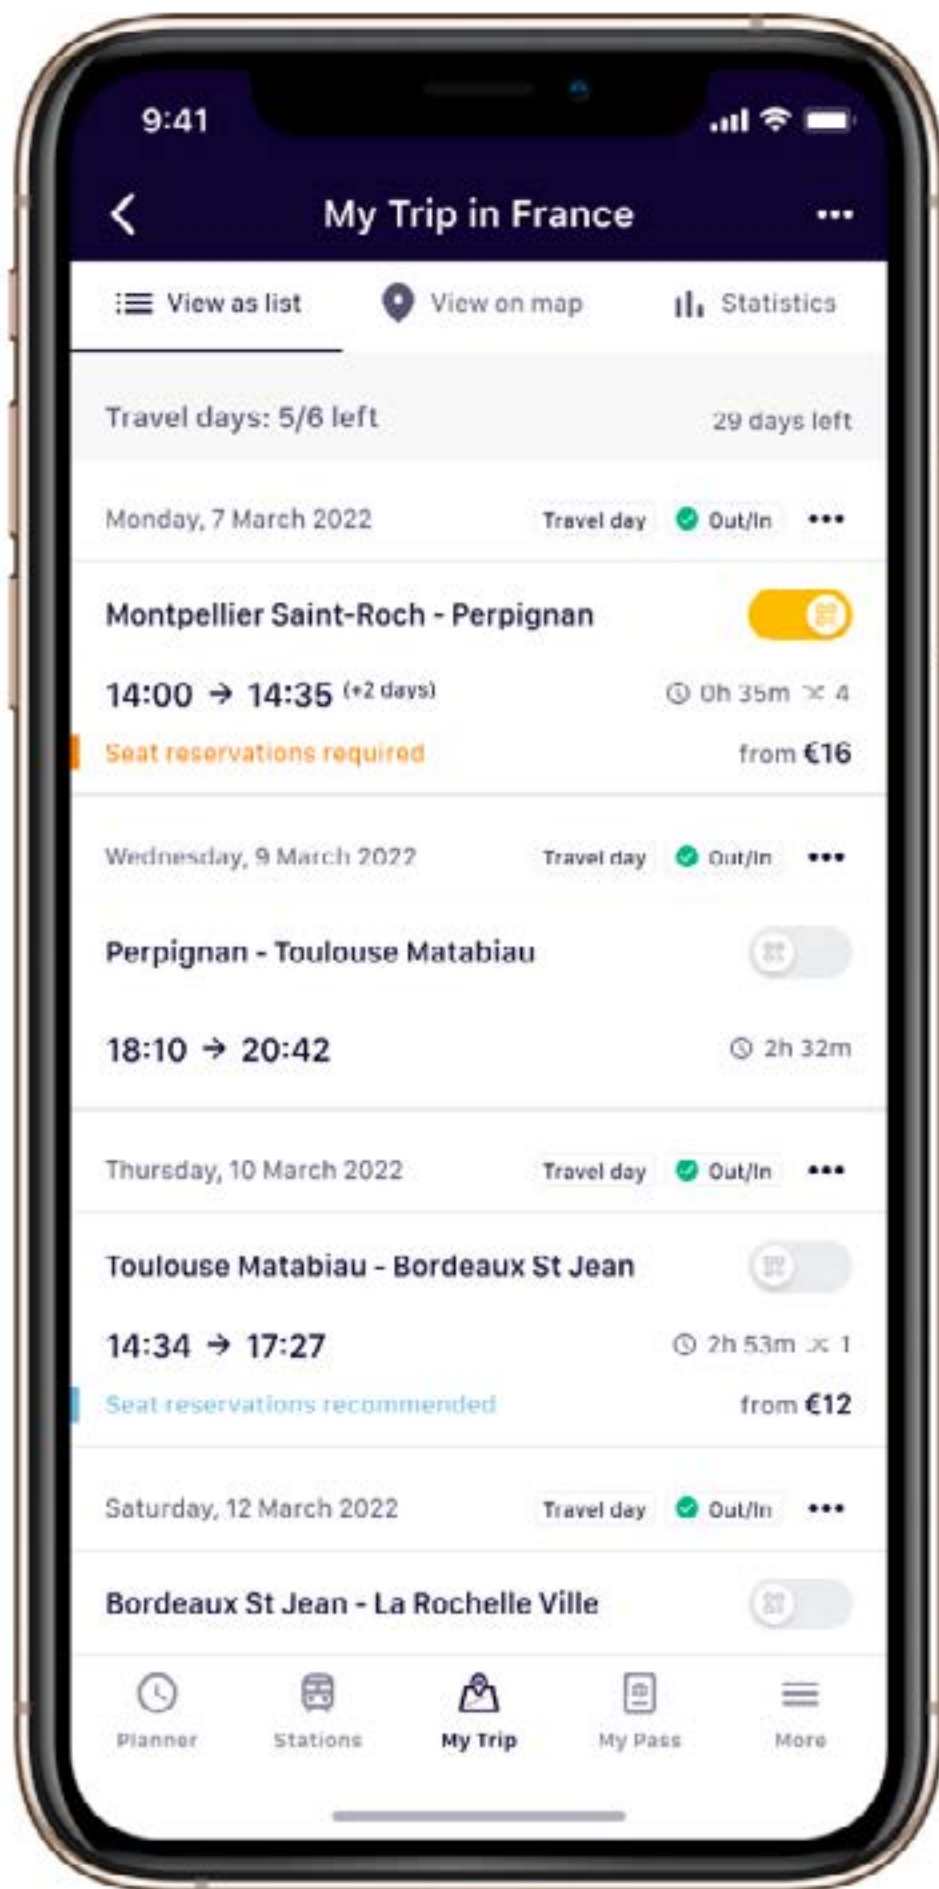 9:41
My Trip in France
View as list View on map Statistics
Travel days: 5/6 left 29 days left
Monday, 7 March 2022 Travel day Out/In
Montpellier Saint-Roch - Perpignan
14:00 → 14:35 (+2 days) 0h 35m 4
Seat reservations required from €16
Wednesday, 9 March 2022 Travel day Out/In
Perpignan - Toulouse Matabiau
18:10 → 20:42 2h 32m
Thursday, 10 March 2022 Travel day Out/In
Toulouse Matabiau - Bordeaux St Jean
14:34 → 17:27 2h 53m 1
Seat reservations recommended from €12
Saturday, 12 March 2022 Travel day Out/In
Bordeaux St Jean - La Rochelle Ville
Planner Stations My Trip My Pass More